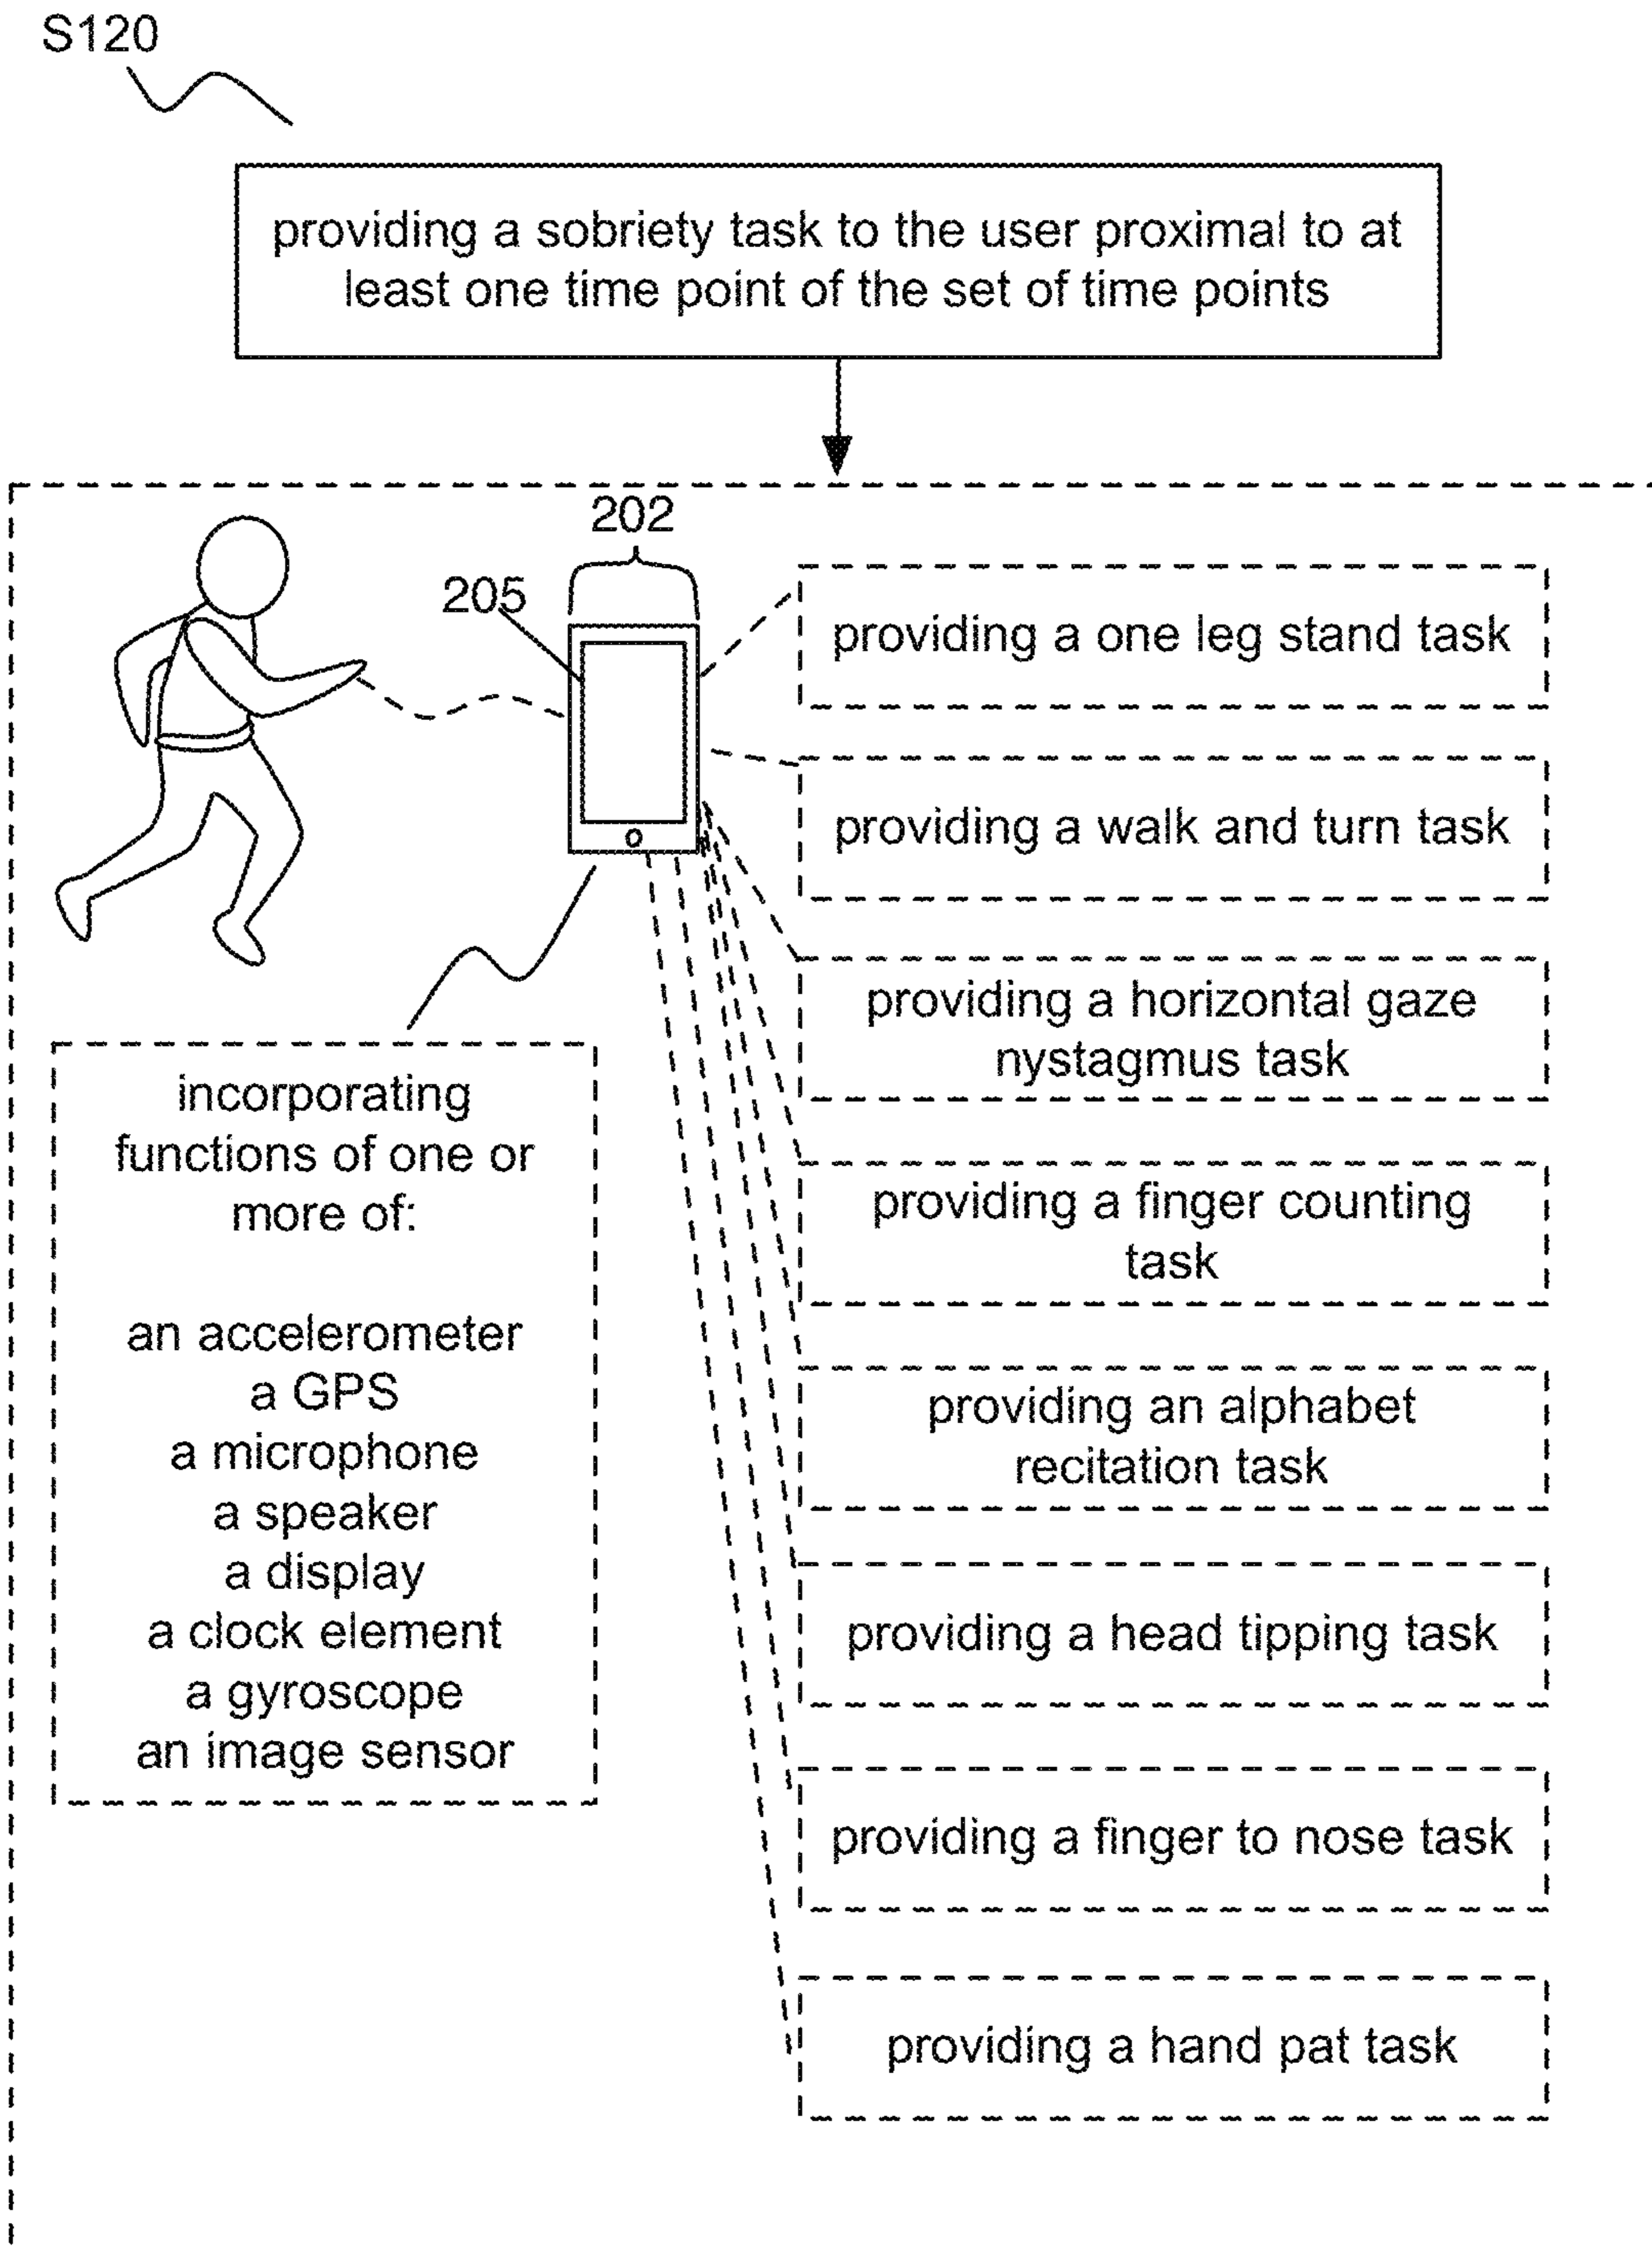 S120
providing a sobriety task to the user proximal to at
least one time point of the set of time points
202
205
providing a one leg stand task
providing a walk and turn task
providing a horizontal gaze
nystagmus task
providing a finger counting
task
providing an alphabet
recitation task
providing a head tipping task
providing a finger to nose task
providing a hand pat task
incorporating
functions of one or
more of:
an accelerometer
a GPS
a microphone
a speaker
a display
a clock element
a gyroscope
an image sensor